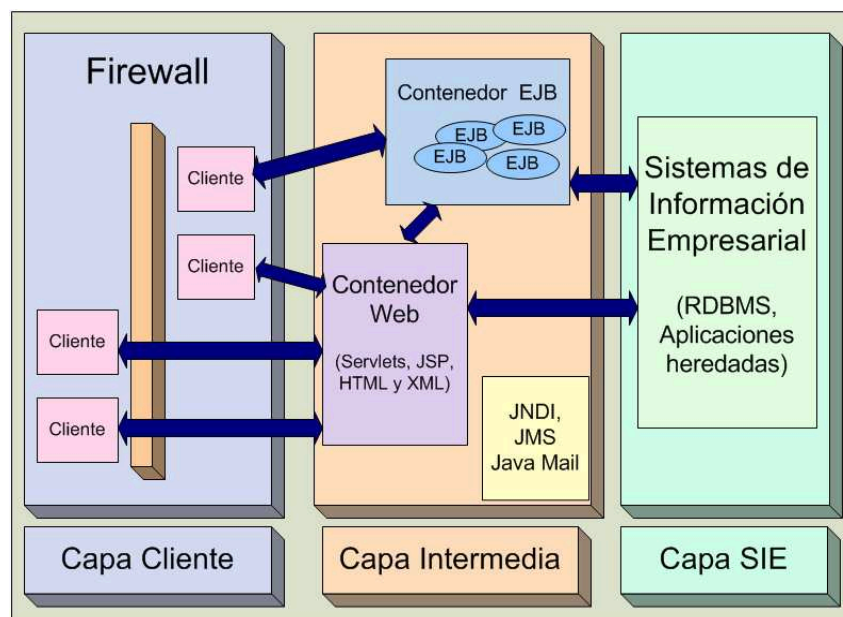 Firewall
Cliente
Cliente
Cliente
Cliente
Contenedor EJB
EJB
EJB
EJB
EJB
Contenedor
Web
(Servlets, JSP,
HTML y XML)
JNDI,
JMS
Java Mail
Sistemas de
Información
Empresarial
(RDBMS,
Aplicaciones
heredadas)
Capa Cliente
Capa Intermedia
Capa SIE